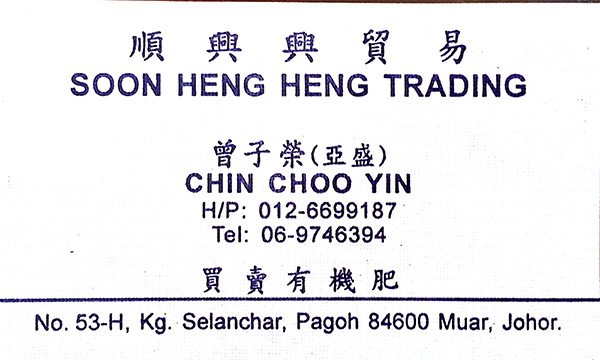 順興興貿易
SOON HENG HENG TRADING
曾子榮(亞盛)
CHIN CHOO YIN
H/P: 012-6699187
Tel: 06-9746394
買賣有機肥
No. 53-H, Kg. Selanchar, Pagoh 84600 Muar, Johor.